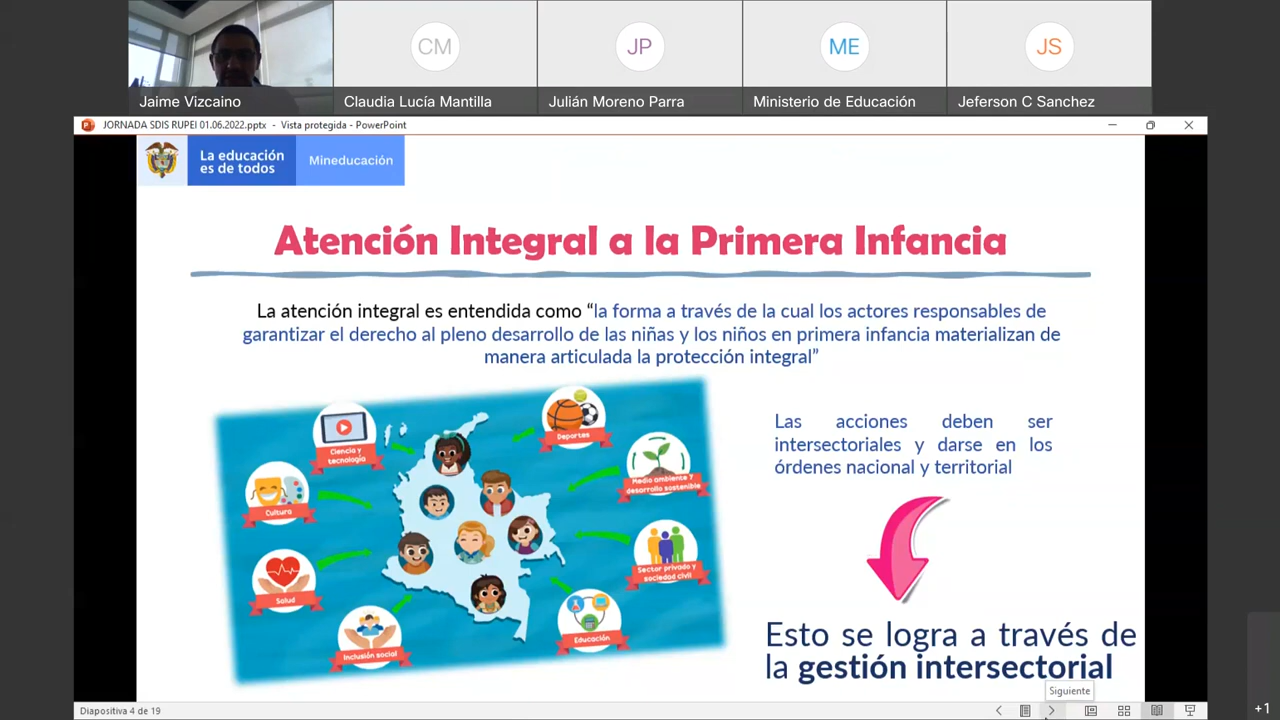 CM
JP
ME
JS
Jaime Vizcaino
Claudia Lucía Mantilla
Julián Moreno Parra
Ministerio de Educación
Jeferson C Sanchez
JORNADA SDIS RUPEI 01.06.2022.pptx - Vista protegida - PowerPoint
La educación
es de todos
Mineducación
Atención Integral a la Primera Infancia
La atención integral es entendida como “la forma a través de la cual los actores responsables de
garantizar el derecho al pleno desarrollo de las niñas y los niños en primera infancia materializan de
manera articulada la protección integral”
Ciencia y
tecnología
Deportes
Cultura
Medio ambiente y
desarrollo sostenible
Salud
Sector privado y
sociedad civil
Inclusión social
Educación
Las acciones deben ser
intersectoriales y darse en los
órdenes nacional y territorial
Esto se logra a través de
la gestión intersectorial
Siguiente
Diapositiva 4 de 19
+1